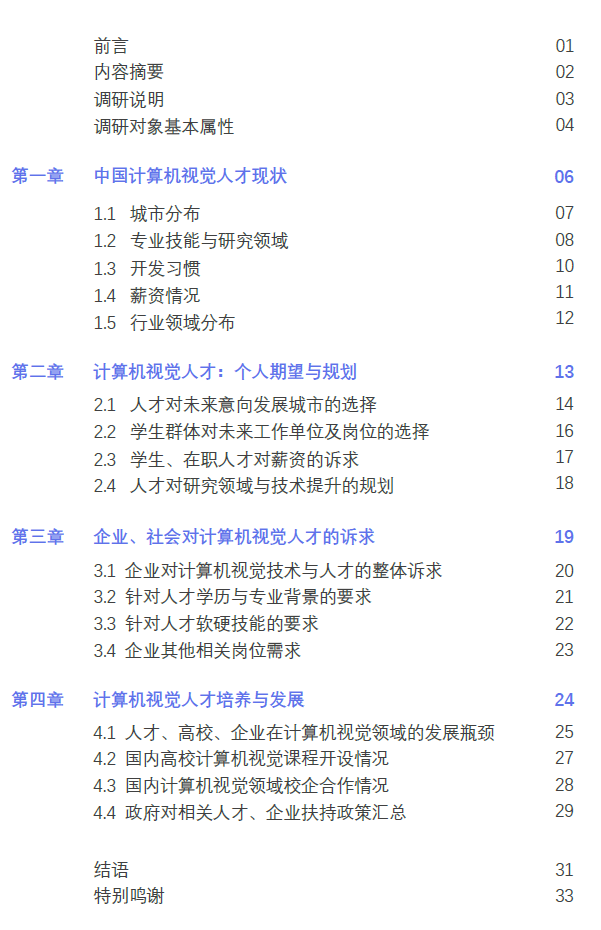 前言 01
内容摘要 02
调研说明 03
调研对象基本属性 04
第一章 中国计算机视觉人才现状 06
1.1 城市分布 07
1.2 专业技能与研究领域 08
1.3 开发习惯 10
1.4 薪资情况 11
1.5 行业领域分布 12
第二章 计算机视觉人才：个人期望与规划 13
2.1 人才对未来意向发展城市的选择 14
2.2 学生群体对未来工作单位及岗位的选择 16
2.3 学生、在职人才对薪资的诉求 17
2.4 人才对研究领域与技术提升的规划 18
第三章 企业、社会对计算机视觉人才的诉求 19
3.1 企业对计算机视觉技术与人才的整体诉求 20
3.2 针对人才学历与专业背景的要求 21
3.3 针对人才软硬技能的要求 22
3.4 企业其他相关岗位需求 23
第四章 计算机视觉人才培养与发展 24
4.1 人才、高校、企业在计算机视觉领域的发展瓶颈 25
4.2 国内高校计算机视觉课程开设情况 27
4.3 国内计算机视觉领域校企合作情况 28
4.4 政府对相关人才、企业扶持政策汇总 29
结语 31
特别鸣谢 33